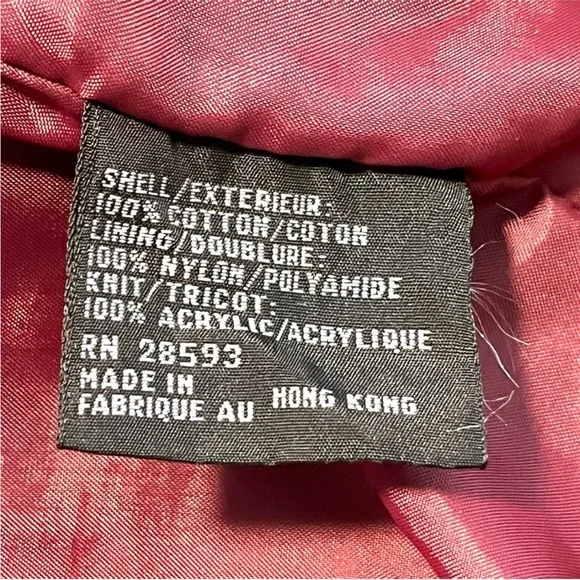 SHELL/EXTERIEUR:
100% COTTON/COTON
LINING/DOUBLURE:
100% NYLON/POLYAMIDE
KNIT/TRICOT:
100% ACRYLIC/ACRYLIQUE
RN 28593
MADE IN
FABRIQUE AU HONG KONG